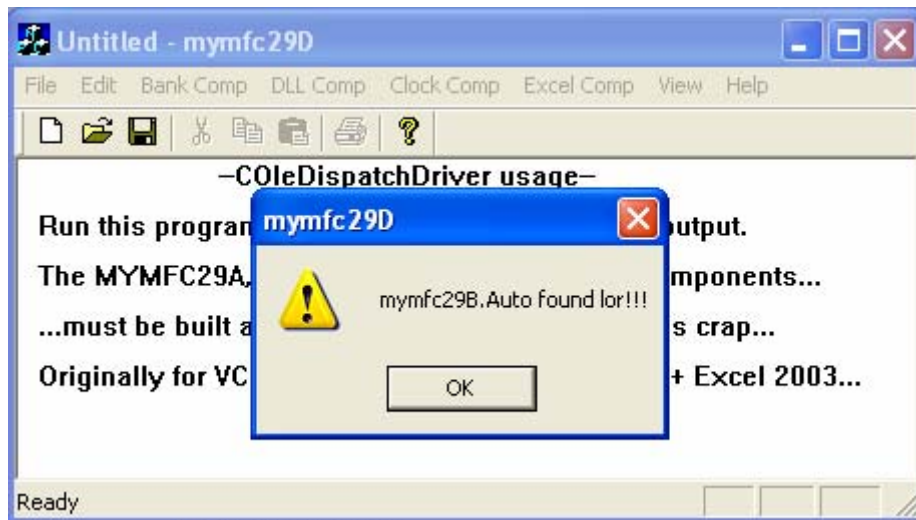 Untitled - mymfc29D
File Edit Bank Comp DLL Comp Clock Comp Excel Comp View Help
–COleDispatchDriver usage–
Run this program output.
The MYMFC29A, mponents...
...must be built a s crap...
Originally for VC + Excel 2003...
mymfc29D
mymfc29B.Auto found lor!!!
OK
Ready